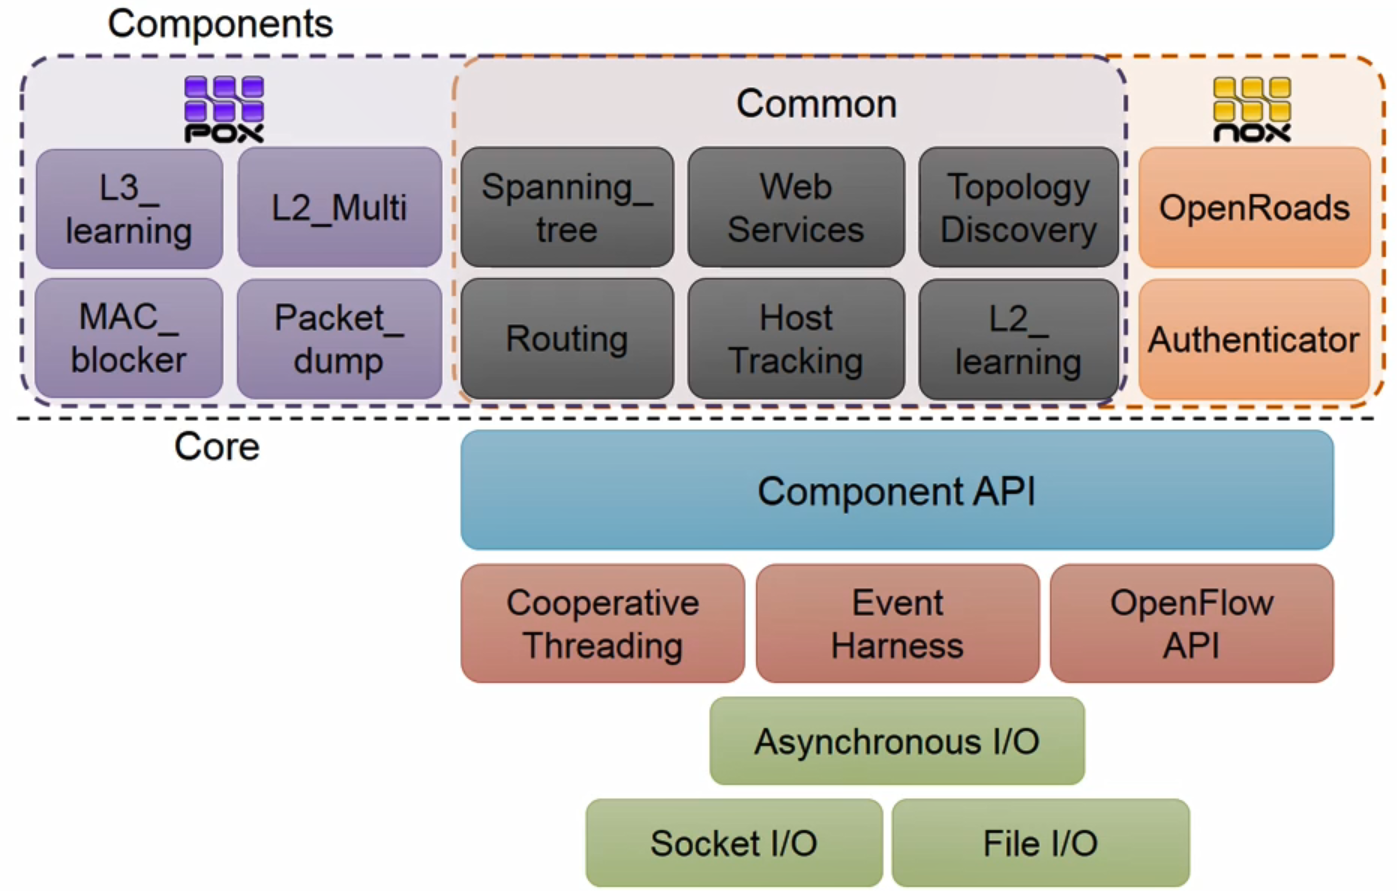 Components
POX
Common
nox
L3_
learning
L2_Multi
Spanning_
tree
Web
Services
Topology
Discovery
OpenRoads
MAC_
blocker
Packet_
dump
Routing
Host
Tracking
L2_
learning
Authenticator
Core
Component API
Cooperative
Threading
Event
Harness
OpenFlow
API
Asynchronous I/O
Socket I/O
File I/O